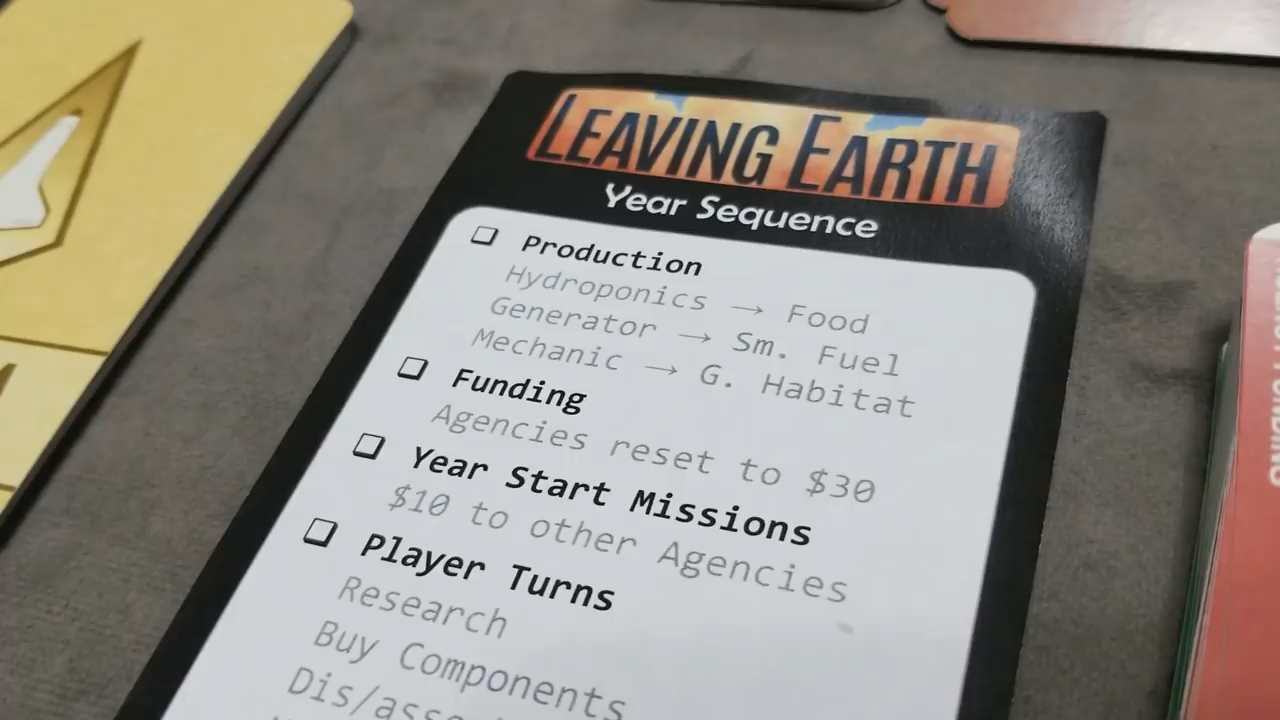 LEAVING EARTH
Year Sequence
Production
Hydroponics → Food
Generator → Sm. Fuel
Mechanic → G. Habitat
Funding
Agencies reset to $30
Year Start Missions
$10 to other Agencies
Player Turns
Research
Buy Components